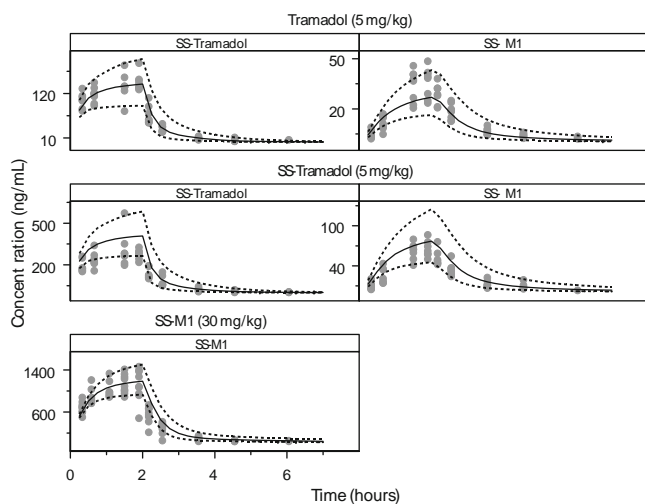 Tramadol (5 mg/kg)
SS-Tramadol SS- M1
120
10
50
20
SS-Tramadol (5 mg/kg)
SS-Tramadol SS- M1
500
200
100
40
SS-M1 (30 mg/kg)
SS-M1
1400
600
0 2 4 6
Time (hours)
Concent ration (ng/mL)